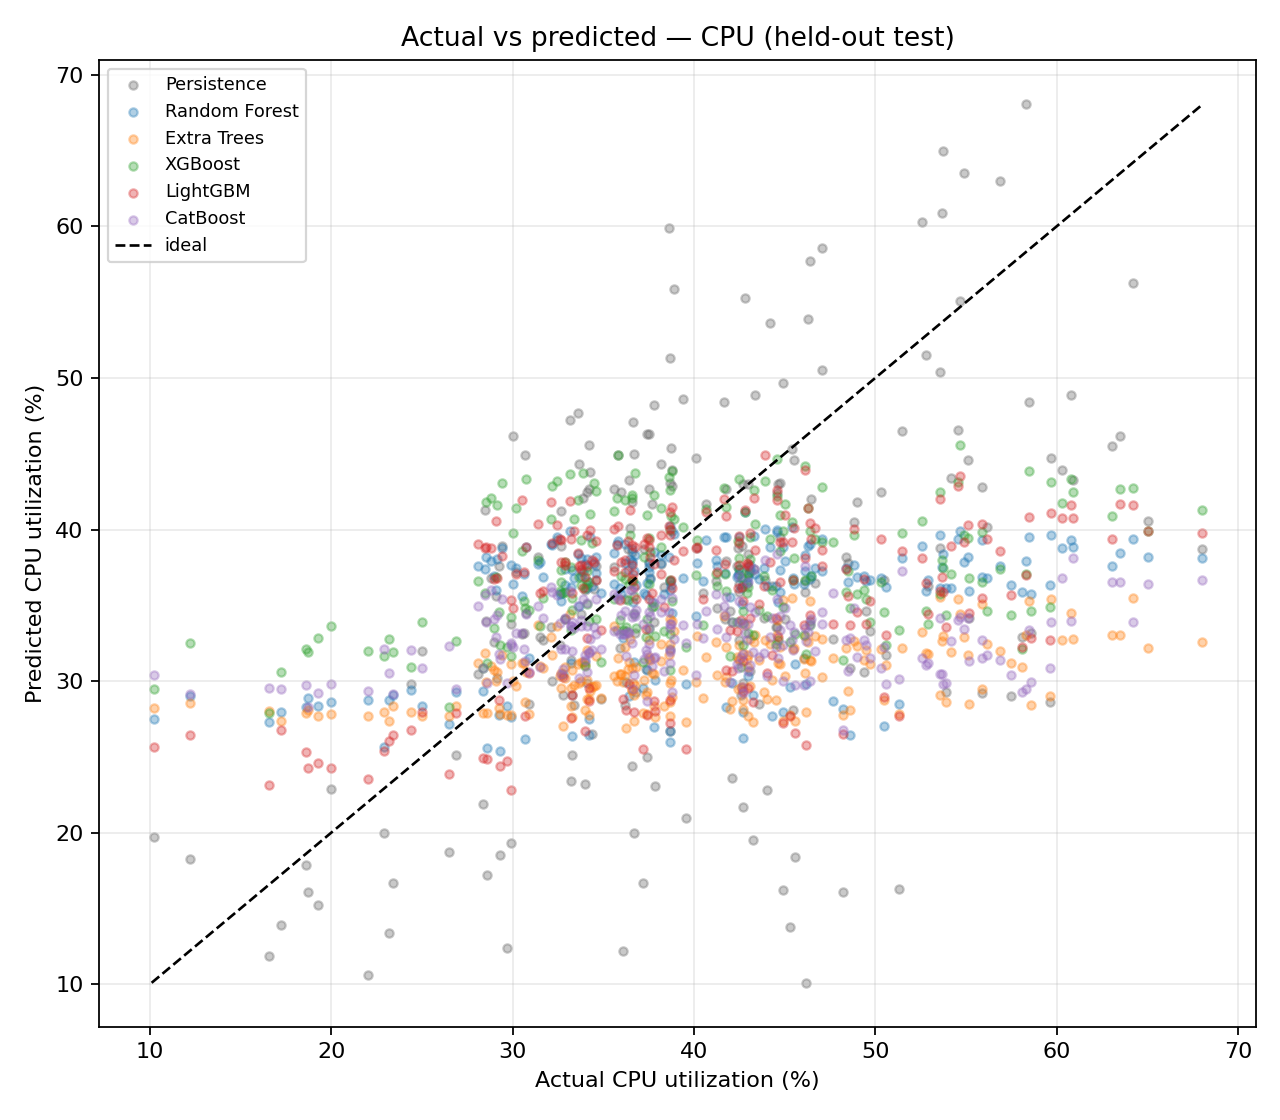 Actual vs predicted — CPU (held-out test)
Persistence
Random Forest
Extra Trees
XGBoost
LightGBM
CatBoost
ideal
Predicted CPU utilization (%)
70
60
50
40
30
20
10
10 20 30 40 50 60 70
Actual CPU utilization (%)